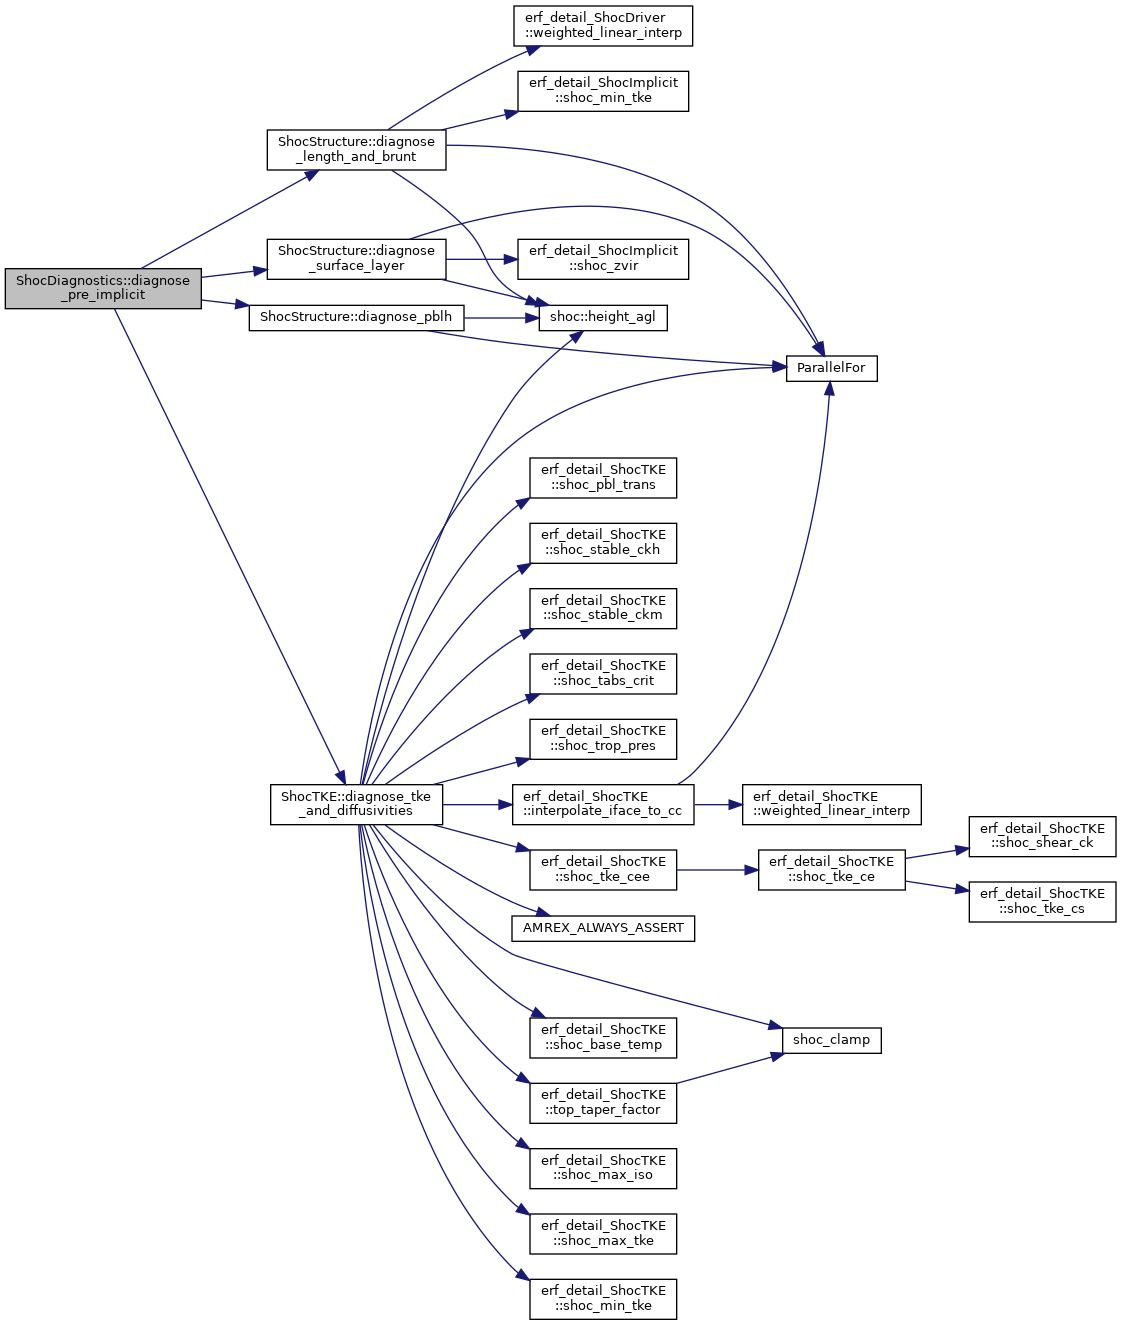 erf_detail_ShocDriver
::weighted_linear_interp
erf_detail_ShocImplicit
::shoc_min_tke
ShocStructure::diagnose
_length_and_brunt
ShocStructure::diagnose
_surface_layer
erf_detail_ShocImplicit
::shoc_zvir
ShocDiagnostics::diagnose
_pre_implicit
ShocStructure::diagnose_pblh
shoc::height_agl
ParallelFor
erf_detail_ShocTKE
::shoc_pbl_trans
erf_detail_ShocTKE
::shoc_stable_ckh
erf_detail_ShocTKE
::shoc_stable_ckm
erf_detail_ShocTKE
::shoc_tabs_crit
erf_detail_ShocTKE
::shoc_trop_pres
ShocTKE::diagnose_tke
_and_diffusivities
erf_detail_ShocTKE
::interpolate_iface_to_cc
erf_detail_ShocTKE
::weighted_linear_interp
erf_detail_ShocTKE
::shoc_tke_cee
erf_detail_ShocTKE
::shoc_tke_ce
erf_detail_ShocTKE
::shoc_shear_ck
erf_detail_ShocTKE
::shoc_tke_cs
AMREX_ALWAYS_ASSERT
erf_detail_ShocTKE
::shoc_base_temp
shoc_clamp
erf_detail_ShocTKE
::top_taper_factor
erf_detail_ShocTKE
::shoc_max_iso
erf_detail_ShocTKE
::shoc_max_tke
erf_detail_ShocTKE
::shoc_min_tke